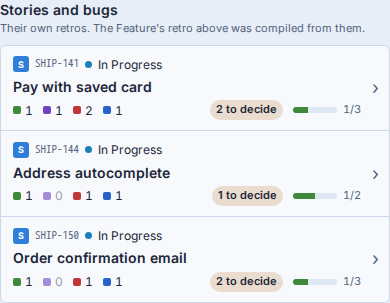 Stories and bugs
Their own retros. The Feature's retro above was compiled from them.
S SHIP-141 In Progress
Pay with saved card
1 1 2 1 2 to decide 1/3
S SHIP-144 In Progress
Address autocomplete
1 0 1 1 1 to decide 1/2
S SHIP-150 In Progress
Order confirmation email
1 0 1 1 2 to decide 1/3